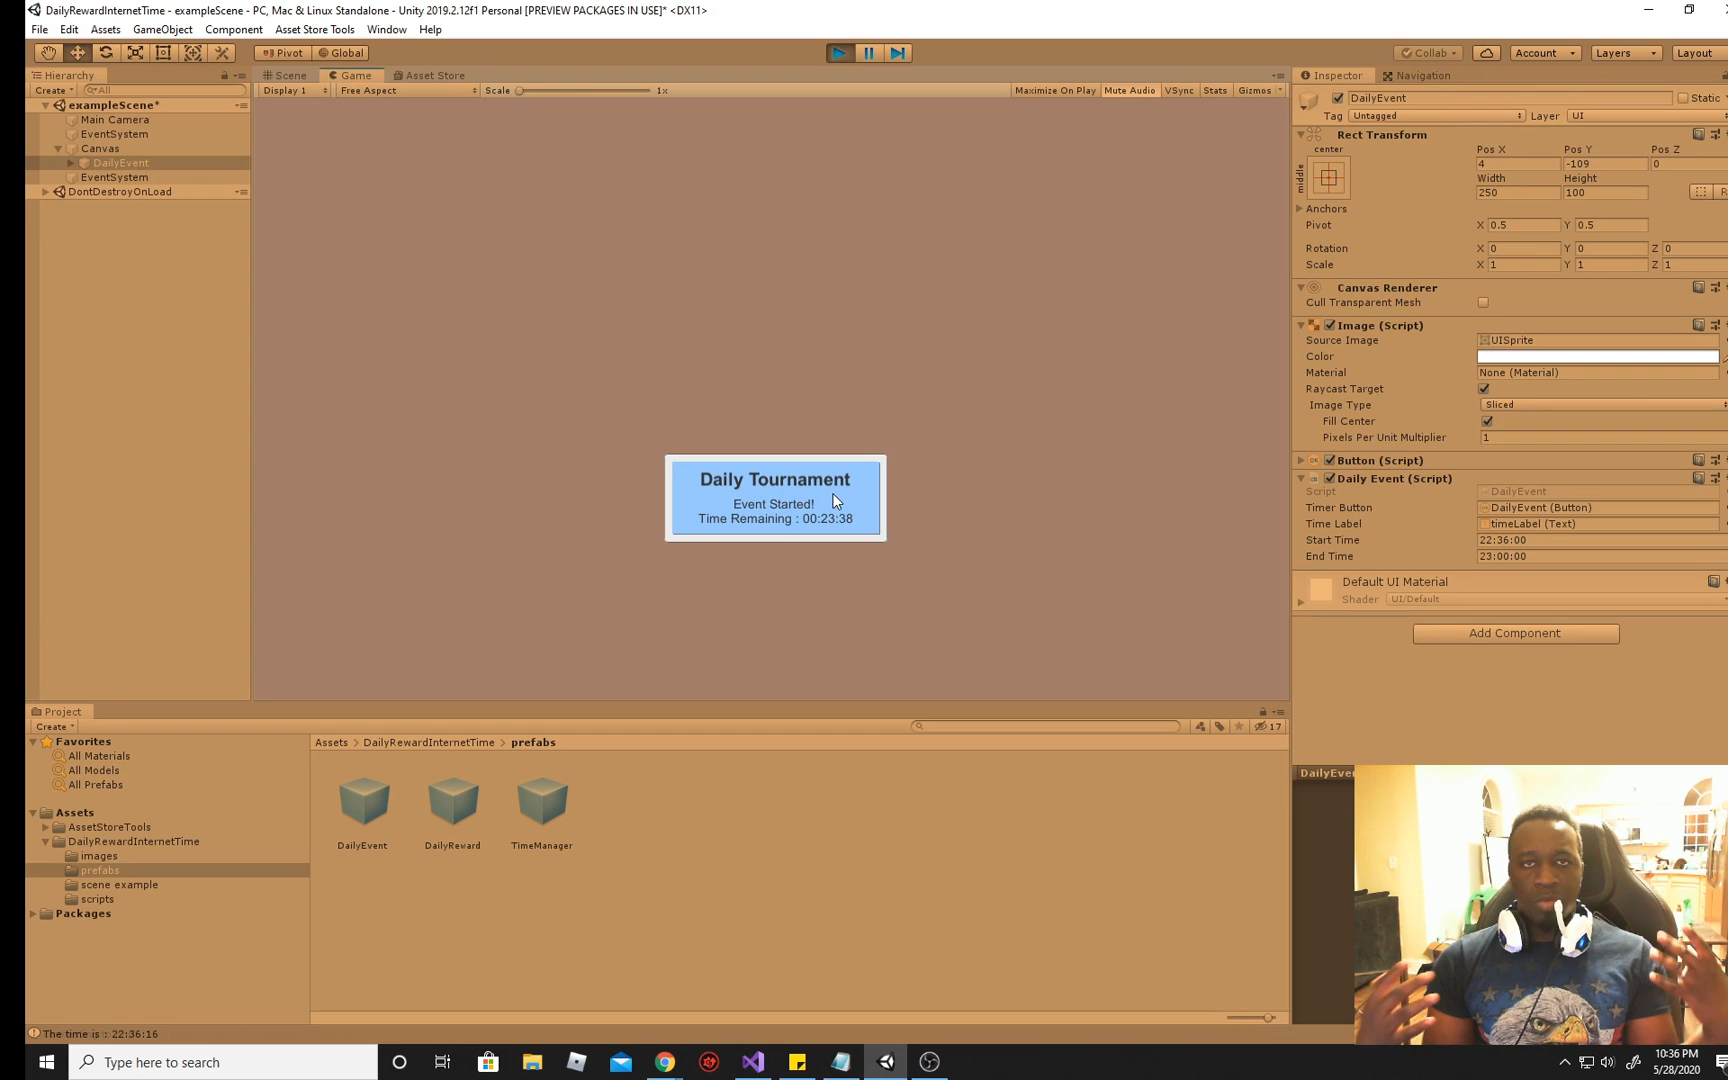 DailyRewardInternetTime - exampleScene - PC, Mac & Linux Standalone - Unity 2019.2.12f1 Personal [PREVIEW PACKAGES IN USE]* <DX11>
File Edit Assets GameObject Component Asset Store Tools Window Help
Pivot Global Collab Account Layers Layout
Hierarchy
Create All
exampleScene*
Main Camera
EventSystem
Canvas
DailyEvent
EventSystem
DontDestroyOnLoad
Scene Game Asset Store
Display 1 Free Aspect Scale 1x Maximize On Play Mute Audio VSync Stats Gizmos
Daily Tournament
Event Started!
Time Remaining : 00:23:38
Inspector Navigation
DailyEvent Static
Tag Untagged Layer UI
Rect Transform
center
middle
Pos X Pos Y Pos Z
4 -109 0
Width Height
250 100
R
Anchors
Pivot X 0.5 Y 0.5
Rotation X 0 Y 0 Z 0
Scale X 1 Y 1 Z 1
Canvas Renderer
Cull Transparent Mesh
Image (Script)
Source Image UISprite
Color
Material None (Material)
Raycast Target
Image Type Sliced
Fill Center
Pixels Per Unit Multiplier 1
Button (Script)
Daily Event (Script)
Script DailyEvent
Timer Button DailyEvent (Button)
Time Label timeLabel (Text)
Start Time 22:36:00
End Time 23:00:00
Default UI Material
Shader UI/Default
Add Component
DailyEve
Project
Create 17
Favorites
All Materials
All Models
All Prefabs
Assets
AssetStoreTools
DailyRewardInternetTime
images
prefabs
scene example
scripts
Packages
Assets > DailyRewardInternetTime > prefabs
DailyEvent DailyReward TimeManager
The time is : 22:36:16
Type here to search
10:36 PM
5/28/2020